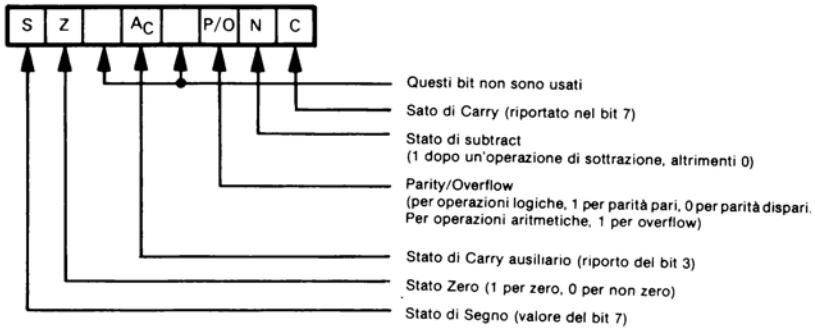 S Z AC P/O N C
Questi bit non sono usati
Sato di Carry (riportato nel bit 7)
Stato di subtract
(1 dopo un'operazione di sottrazione, altrimenti 0)
Parity/Overflow
(per operazioni logiche, 1 per parità pari, 0 per parità dispari.
Per operazioni aritmetiche, 1 per overflow)
Stato di Carry ausiliario (riporto del bit 3)
Stato Zero (1 per zero, 0 per non zero)
Stato di Segno (valore del bit 7)